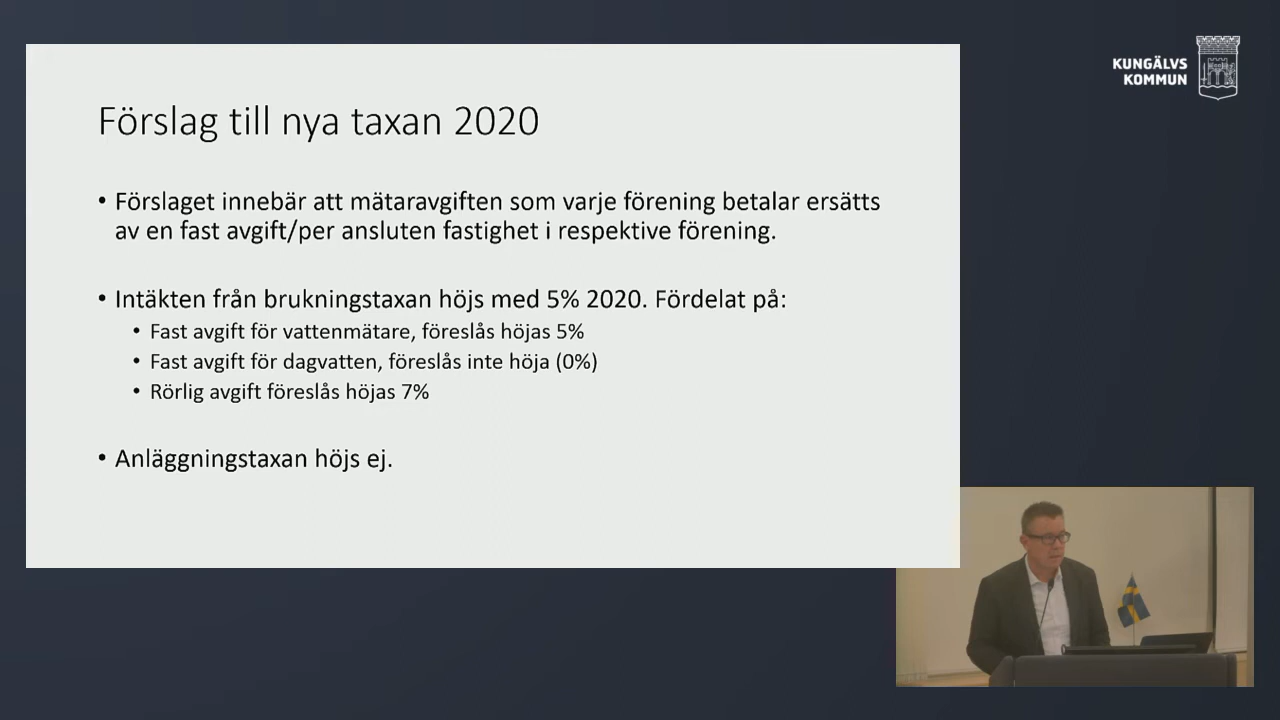 KUNGÄLVS
KOMMUN
Förslag till nya taxan 2020
• Förslaget innebär att mätaravgiften som varje förening betalar ersätts
av en fast avgift/per ansluten fastighet i respektive förening.
• Intäkten från brukningstaxan höjs med 5% 2020. Fördelat på:
• Fast avgift för vattenmätare, föreslås höjas 5%
• Fast avgift för dagvatten, föreslås inte höja (0%)
• Rörlig avgift föreslås höjas 7%
• Anläggningstaxan höjs ej.